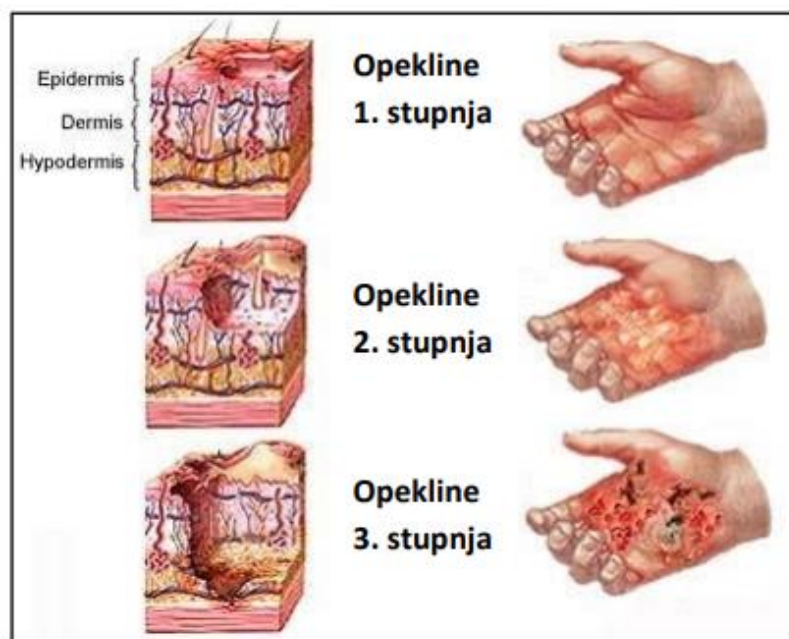 Epidermis
Dermis
Hypodermis
Opekline
1. stupnja
Opekline
2. stupnja
Opekline
3. stupnja